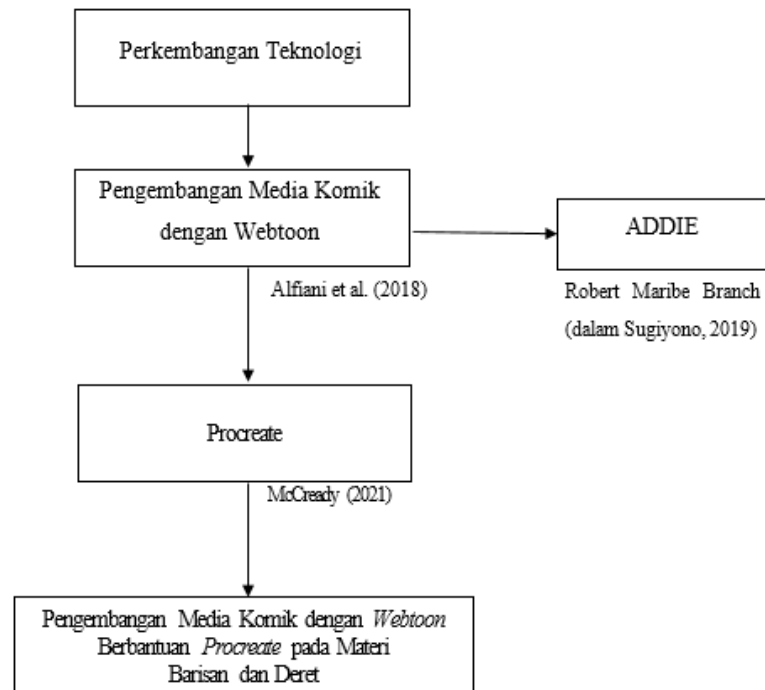 Perkembangan Teknologi
Pengembangan Media Komik
dengan Webtoon
ADDIE
Alfiani et al. (2018)
Robert Maribe Branch
(dalam Sugiyono, 2019)
Procreate
McCready (2021)
Pengembangan Media Komik dengan Webtoon
Berbantuan Procreate pada Materi
Barisan dan Deret